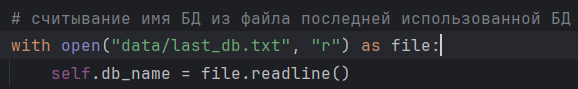 # считывание имя БД из файла последней использованной БД
with open("data/last_db.txt", "r") as file:
    self.db_name = file.readline()